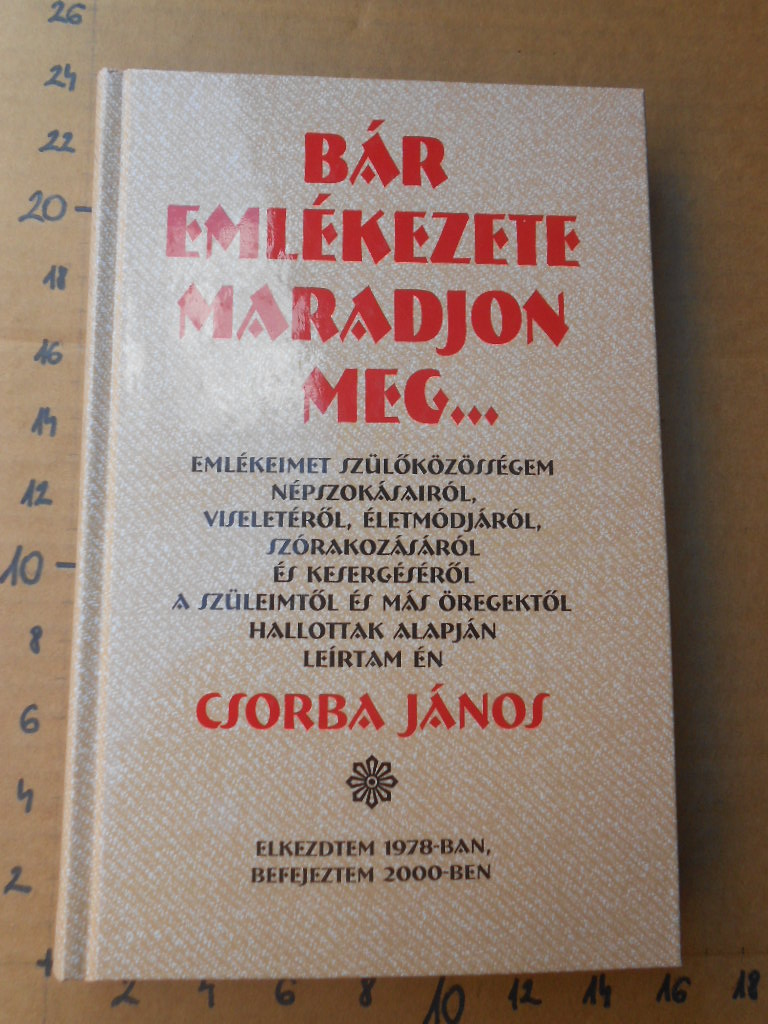 BÁR
EMLÉKEZETE
MARADJON
MEG...
EMLÉKEIMET SZÜLŐKÖZÖSSÉGEM
NÉPSZOKÁSAIRÓL,
VISELETÉRŐL, ÉLETMÓDJÁRÓL,
SZÓRAKOZÁSÁRÓL
ÉS KESERGÉSÉRŐL
A SZÜLEIMTŐL ÉS MÁS ÖREGEKTŐL
HALLOTTAK ALAPJÁN
LEÍRTAM ÉN
CSORBA JÁNOS
ELKEZDTEM 1978-BAN,
BEFEJEZTEM 2000-BEN
26
24
22
20
18
16
14
12
10
8
6
4
2
2 4 6 8 10 12 14 16 18